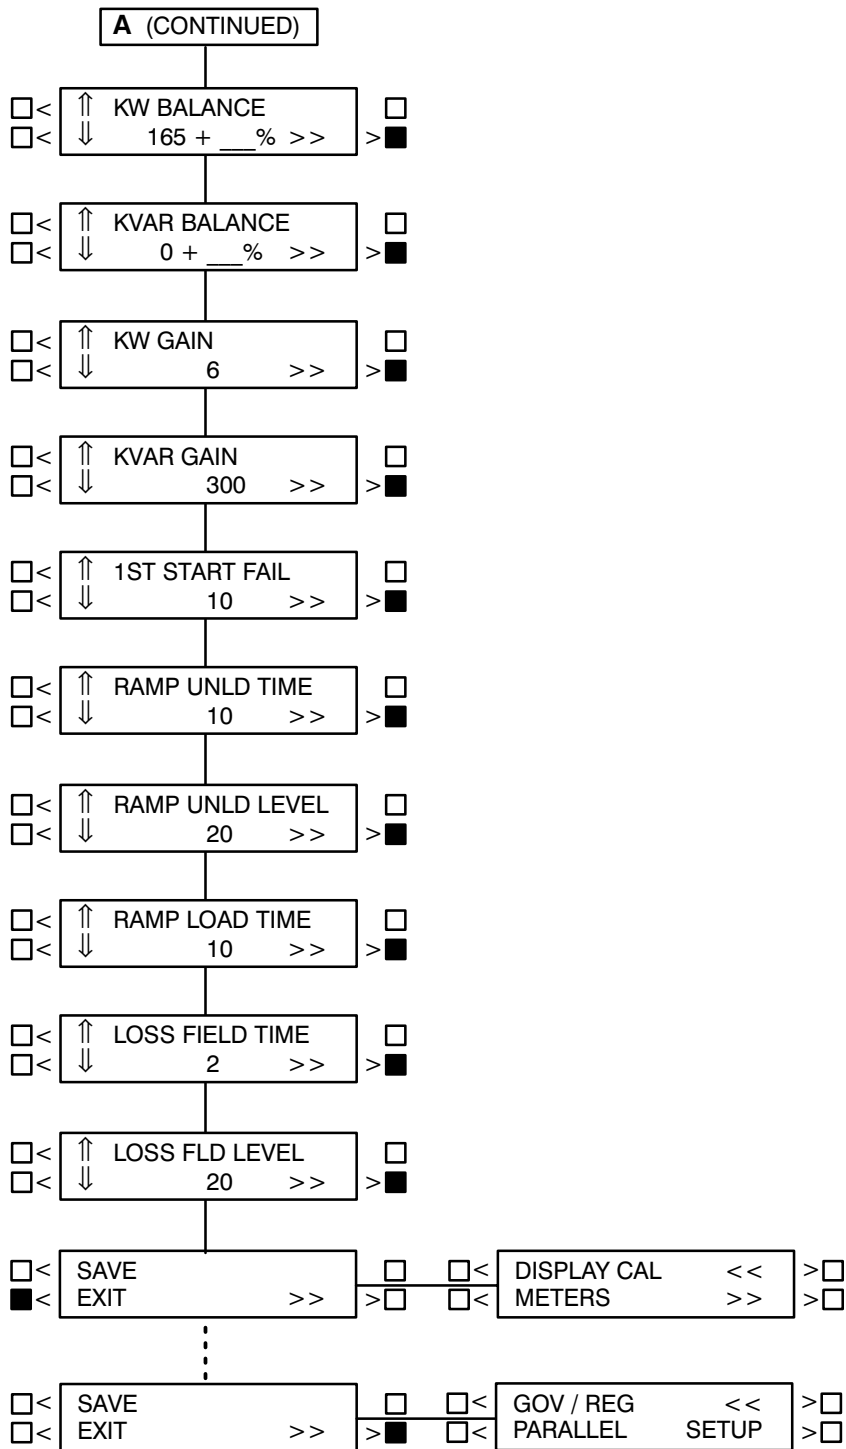 A (CONTINUED)
< ⇑ KW BALANCE
< ⇓ 165 + ___% >> >
< ⇑ KVAR BALANCE
< ⇓ 0 + ___% >> >
< ⇑ KW GAIN
< ⇓ 6 >> >
< ⇑ KVAR GAIN
< ⇓ 300 >> >
< ⇑ 1ST START FAIL
< ⇓ 10 >> >
< ⇑ RAMP UNLD TIME
< ⇓ 10 >> >
< ⇑ RAMP UNLD LEVEL
< ⇓ 20 >> >
< ⇑ RAMP LOAD TIME
< ⇓ 10 >> >
< ⇑ LOSS FIELD TIME
< ⇓ 2 >> >
< ⇑ LOSS FLD LEVEL
< ⇓ 20 >> >
< SAVE < DISPLAY CAL << >
< EXIT >> > < METERS >> >
< SAVE < GOV / REG << >
< EXIT >> > < PARALLEL SETUP >